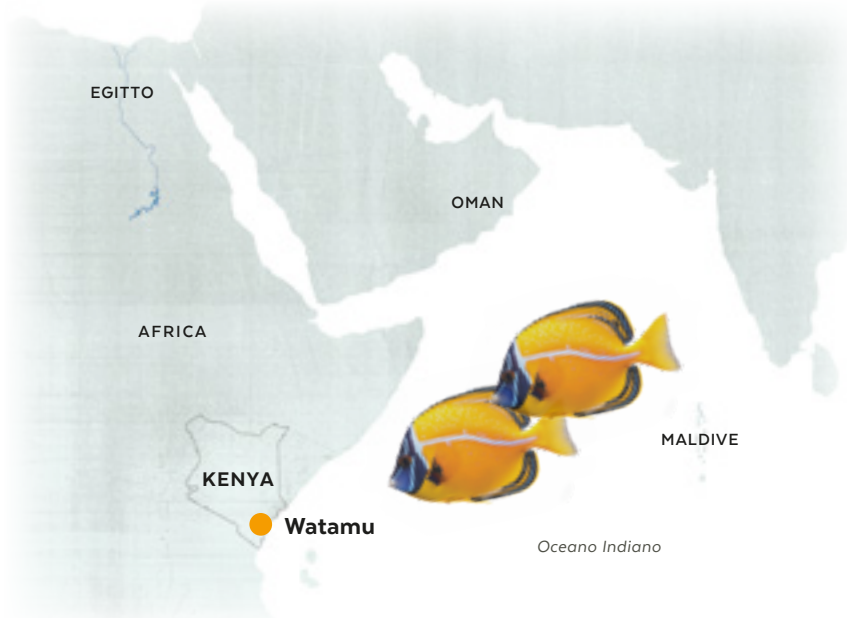 EGITTO
OMAN
AFRICA
MALDIVE
KENYA
Watamu
Oceano Indiano